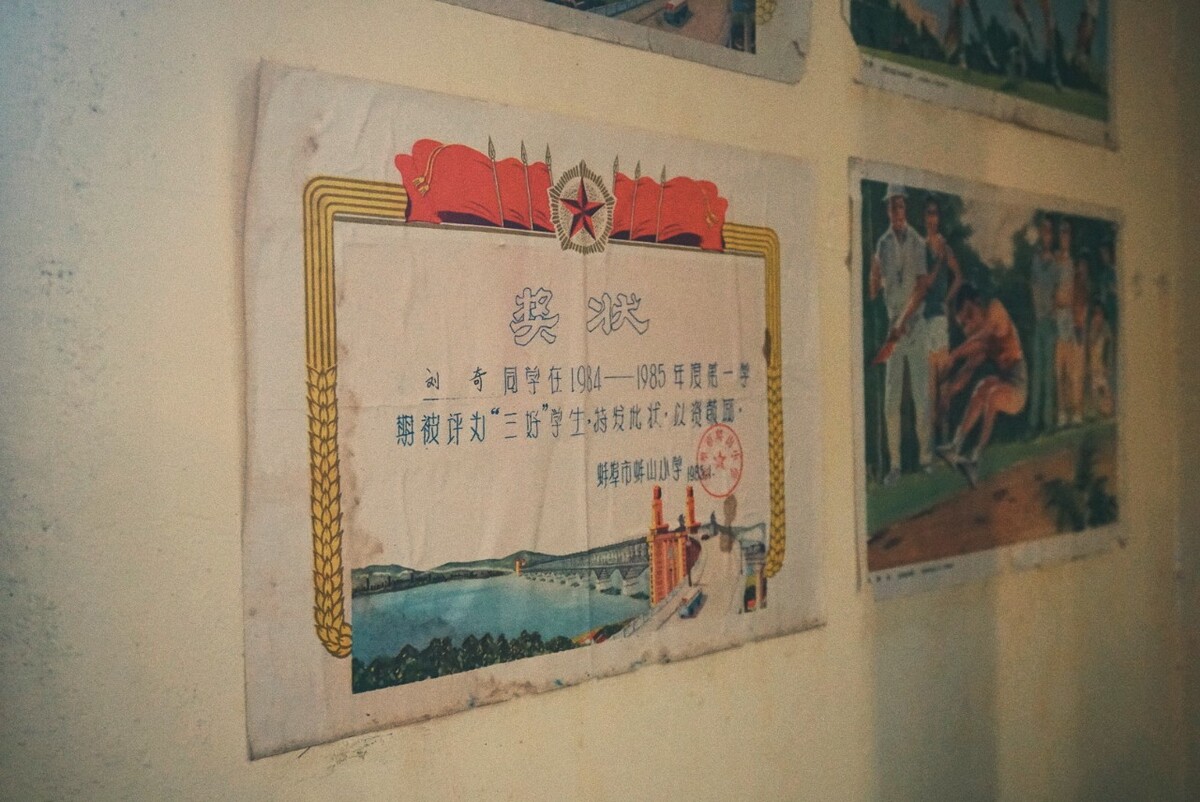 奖状
刘奇同学在1984——1985年度第一学
期被评为“三好”学生,特发此状,以资鼓励.
蚌埠市蚌山小学